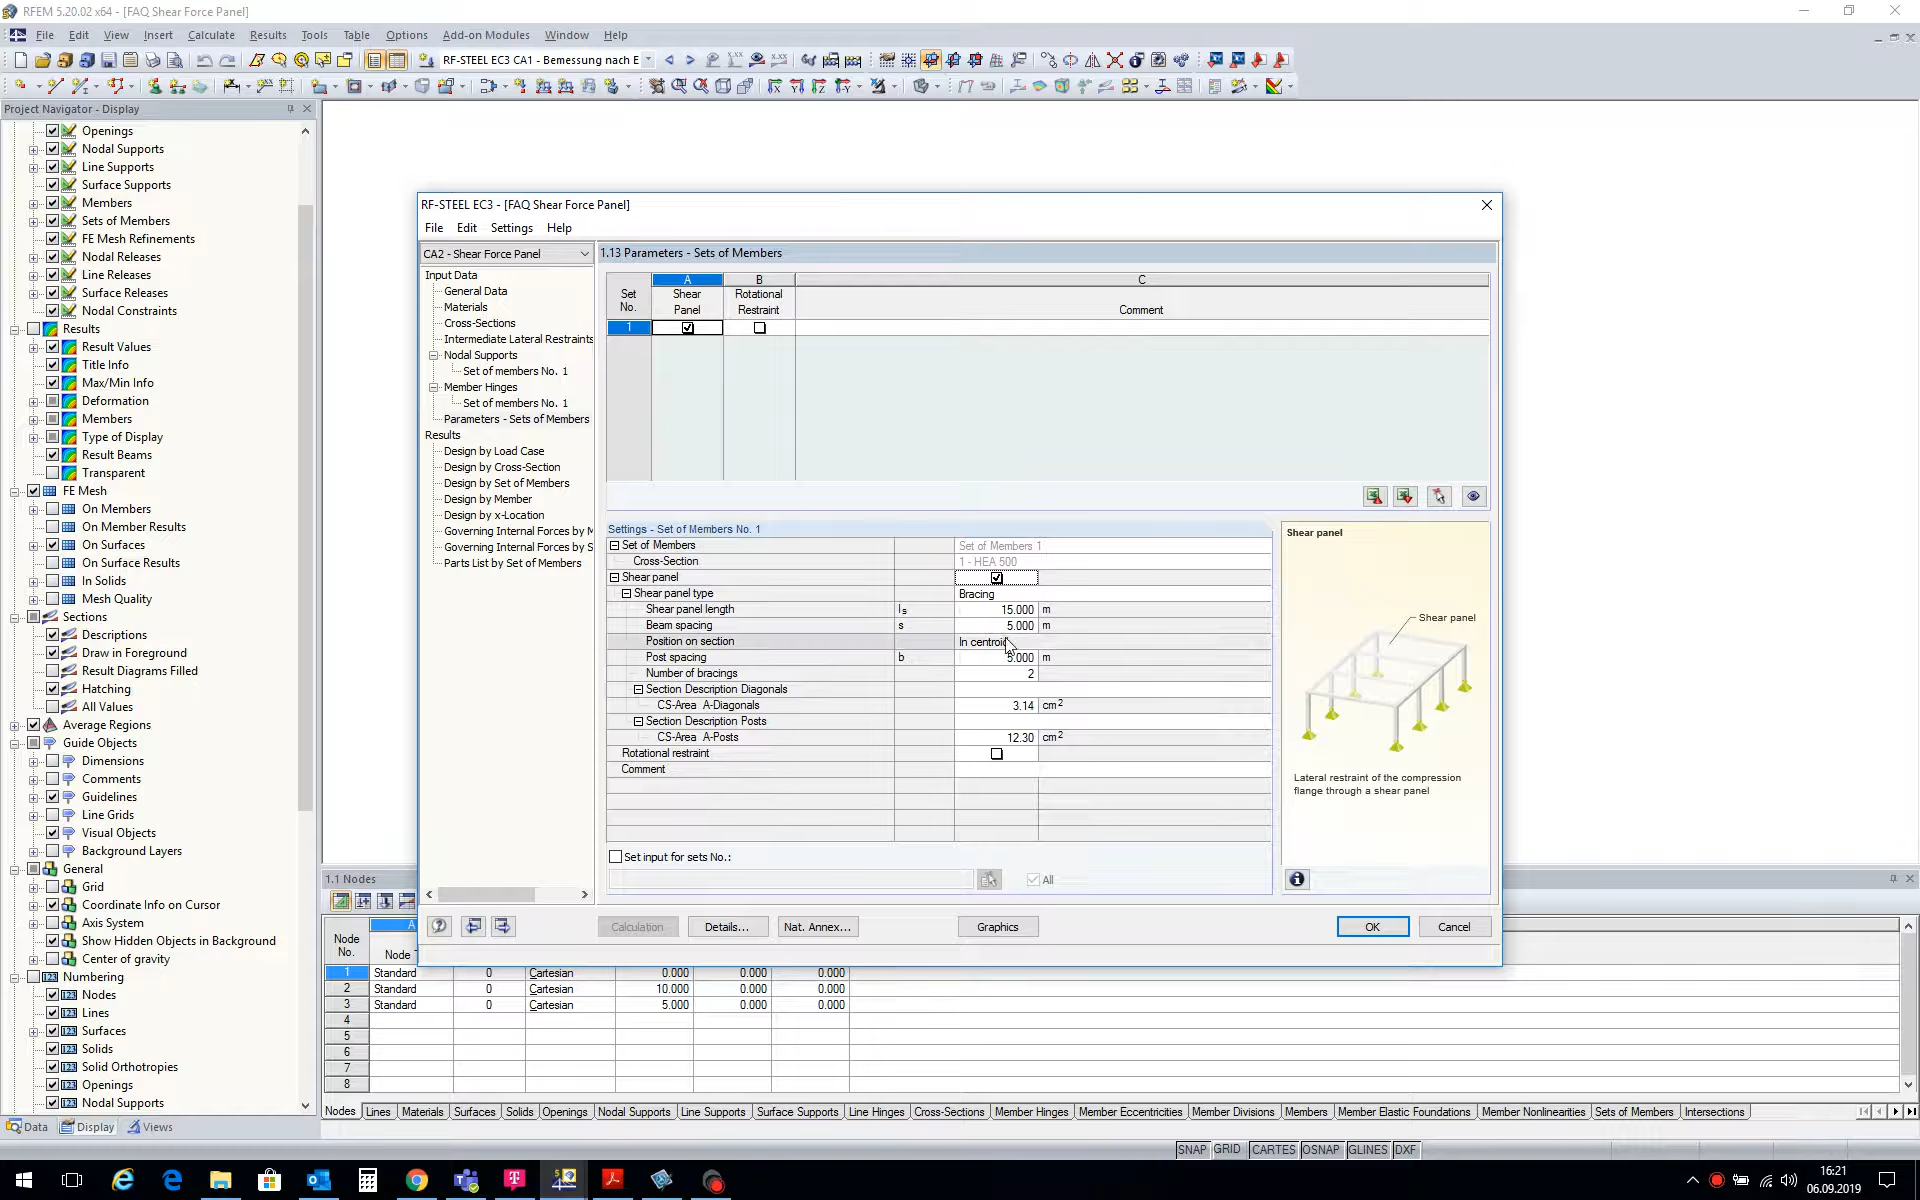 RFEM 5.20.02 x64 - [FAQ Shear Force Panel]
File Edit View Insert Calculate Results Tools Table Options Add-on Modules Window Help
RF-STEEL EC3 CA1 - Bemessung nach E
Project Navigator - Display
Openings
Nodal Supports
Line Supports
Surface Supports
Members
Sets of Members
FE Mesh Refinements
Nodal Releases
Line Releases
Surface Releases
Nodal Constraints
Results
Result Values
Title Info
Max/Min Info
Deformation
Members
Type of Display
Result Beams
Transparent
FE Mesh
On Members
On Member Results
On Surfaces
On Surface Results
In Solids
Mesh Quality
Sections
Descriptions
Draw in Foreground
Result Diagrams Filled
Hatching
All Values
Average Regions
Guide Objects
Dimensions
Comments
Guidelines
Line Grids
Visual Objects
Background Layers
General
Grid
Coordinate Info on Cursor
Axis System
Show Hidden Objects in Background
Center of gravity
Numbering
Nodes
Lines
Surfaces
Solids
Solid Orthotropies
Openings
Nodal Supports
Data Display Views
RF-STEEL EC3 - [FAQ Shear Force Panel]
File Edit Settings Help
CA2 - Shear Force Panel
Input Data
General Data
Materials
Cross-Sections
Intermediate Lateral Restraints
Nodal Supports
Set of members No. 1
Member Hinges
Set of members No. 1
Parameters - Sets of Members
Results
Design by Load Case
Design by Cross-Section
Design by Set of Members
Design by Member
Design by x-Location
Governing Internal Forces by M
Governing Internal Forces by S
Parts List by Set of Members
1.13 Parameters - Sets of Members
A B C
Set Shear Rotational
No. Panel Restraint Comment
1
Settings - Set of Members No. 1
Set of Members Set of Members 1
Cross-Section 1 - HEA 500
Shear panel
Shear panel type Bracing
Shear panel length ls 15.000 m
Beam spacing s 5.000 m
Position on section In centroid
Post spacing b 5.000 m
Number of bracings 2
Section Description Diagonals
CS-Area A-Diagonals 3.14 cm2
Section Description Posts
CS-Area A-Posts 12.30 cm2
Rotational restraint
Comment
Set input for sets No.:
All
Shear panel
Shear panel
Lateral restraint of the compression
flange through a shear panel
Calculation Details... Nat. Annex... Graphics OK Cancel
1.1 Nodes
A
Node
No. Node T
1 Standard 0 Cartesian 0.000 0.000 0.000
2 Standard 0 Cartesian 10.000 0.000 0.000
3 Standard 0 Cartesian 5.000 0.000 0.000
4
5
6
7
8
Nodes Lines Materials Surfaces Solids Openings Nodal Supports Line Supports Surface Supports Line Hinges Cross-Sections Member Hinges Member Eccentricities Member Divisions Members Member Elastic Foundations Member Nonlinearities Sets of Members Intersections
SNAP GRID CARTES OSNAP GLINES DXF
16:21
06.09.2019